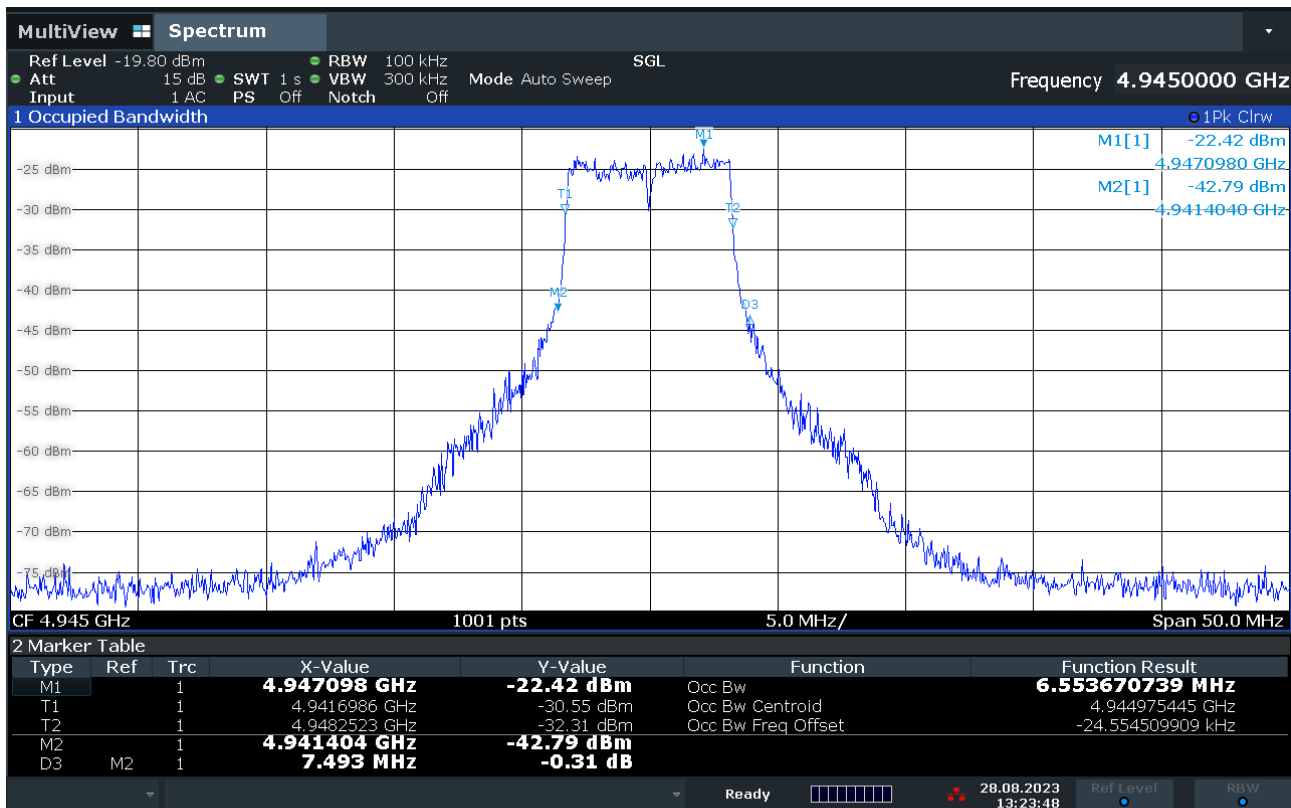 MultiView Spectrum
Ref Level -19.80 dBm RBW 100 kHz SGL
Att 15 dB SWT 1 s VBW 300 kHz Mode Auto Sweep Frequency 4.9450000 GHz
Input 1 AC PS Off Notch Off
1 Occupied Bandwidth 1Pk Clrw
M1
M1[1] -22.42 dBm
4.9470980 GHz
-25 dBm
M2[1] -42.79 dBm
T1
-30 dBm
T2
4.9414040 GHz
-35 dBm
-40 dBm
M2
D3
-45 dBm
-50 dBm
-55 dBm
-60 dBm
-65 dBm
-70 dBm
-75 dBm
CF 4.945 GHz 1001 pts 5.0 MHz/ Span 50.0 MHz
2 Marker Table
Type Ref Trc X-Value Y-Value Function Function Result
M1 1 4.947098 GHz -22.42 dBm Occ Bw 6.553670739 MHz
T1 1 4.9416986 GHz -30.55 dBm Occ Bw Centroid 4.944975445 GHz
T2 1 4.9482523 GHz -32.31 dBm Occ Bw Freq Offset -24.554509909 kHz
M2 1 4.941404 GHz -42.79 dBm
D3 M2 1 7.493 MHz -0.31 dB
Ready 28.08.2023 Ref Level RBW
13:23:48